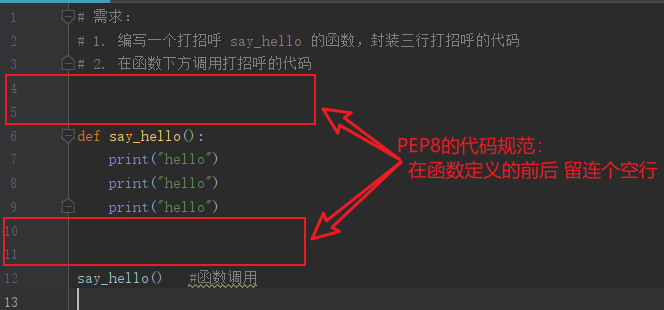 1 # 需求:
2 # 1. 编写一个打招呼 say_hello 的函数，封装三行打招呼的代码
3 # 2. 在函数下方调用打招呼的代码
4
5
PEP8的代码规范：
6 def say_hello():
在函数定义的前后 留连个空行
7 print("hello")
8 print("hello")
9 print("hello")
10
11
12 say_hello() #函数调用
13